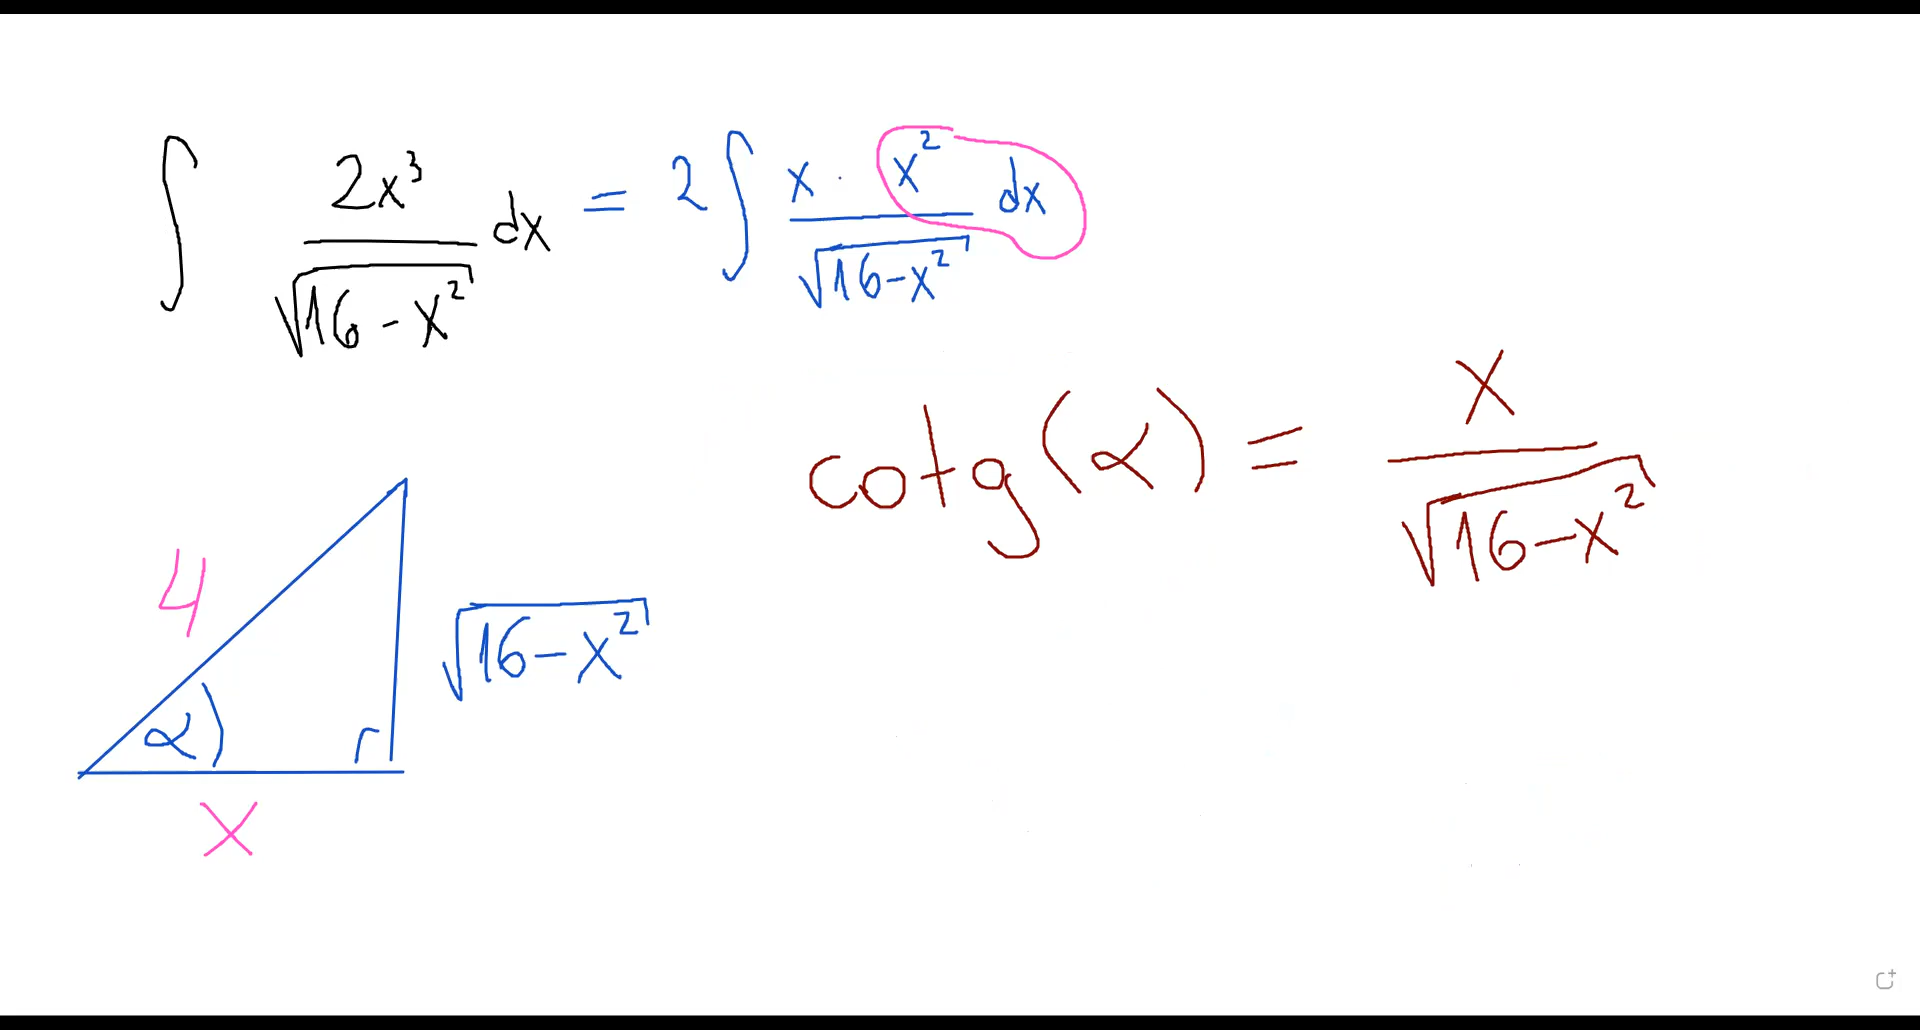 ∫ 2x³/√(16-x²) dx = 2 ∫ x · x²/√(16-x²) dx
cotg(α) = x/√(16-x²)
4
√(16-x²)
α
x